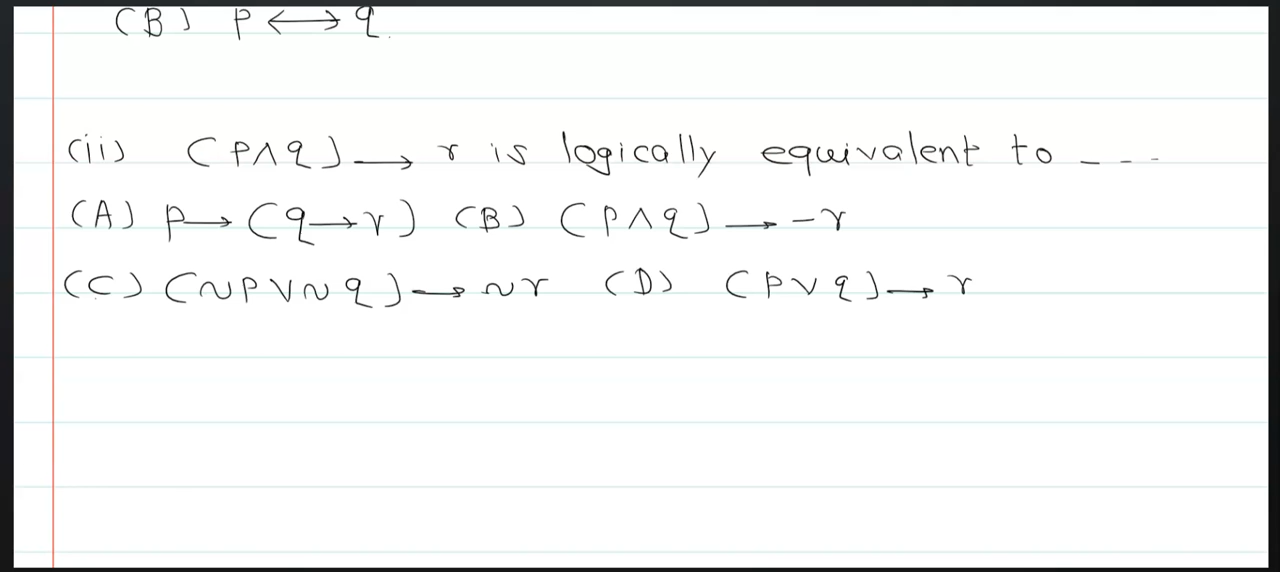 (B) p ⟷ q.
(ii) (p∧q) ⟶ r is logically equivalent to ---
(A) p⟶(q⟶r) (B) (p∧q) ⟶ -r
(C) (~p∨~q) ⟶ ~r (D) (p∨q) ⟶ r